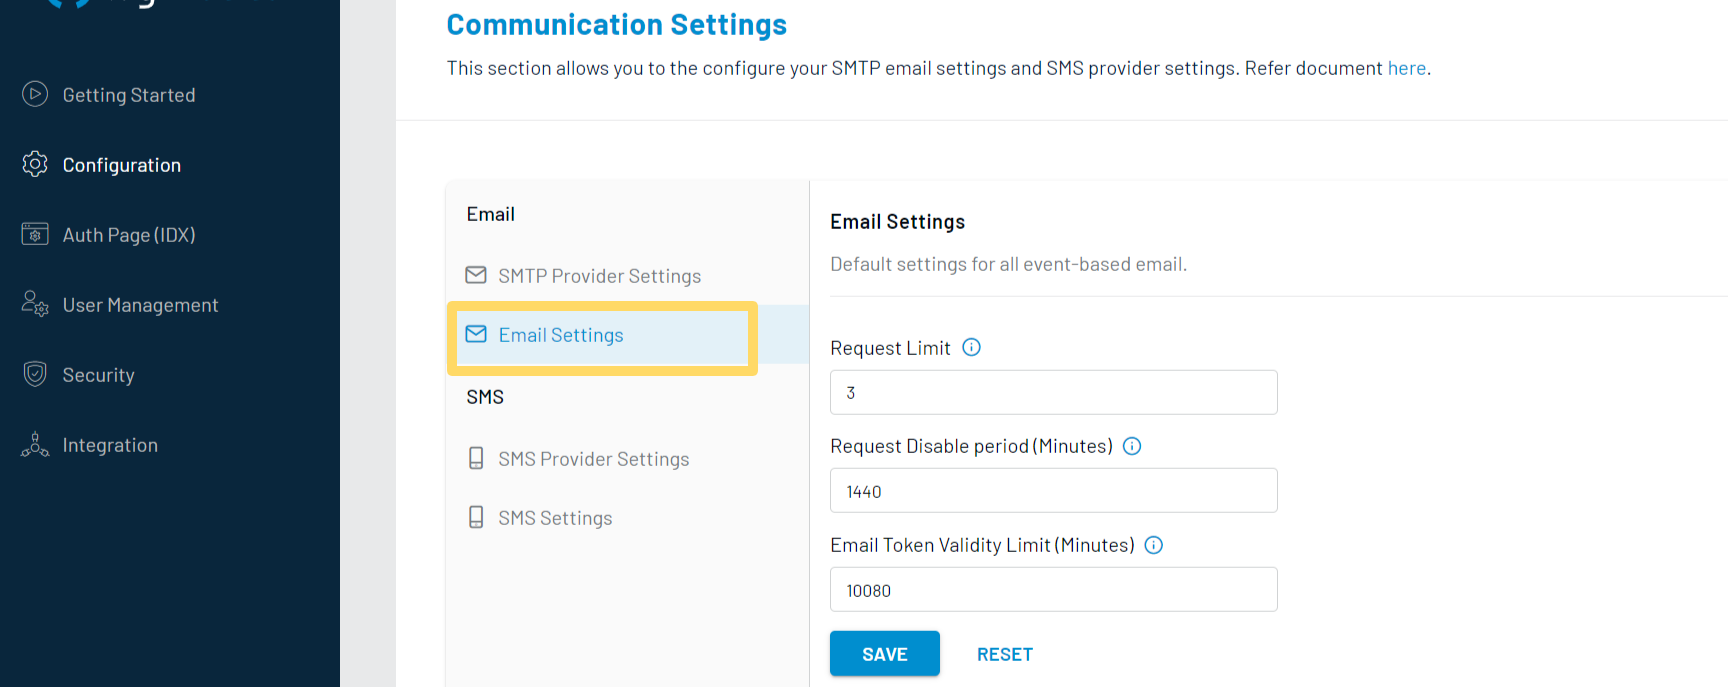 Getting Started
Configuration
Auth Page (IDX)
User Management
Security
Integration
Communication Settings
This section allows you to the configure your SMTP email settings and SMS provider settings. Refer document here.
Email
SMTP Provider Settings
Email Settings
SMS
SMS Provider Settings
SMS Settings
Email Settings
Default settings for all event-based email.
Request Limit
3
Request Disable period (Minutes)
1440
Email Token Validity Limit (Minutes)
10080
SAVE RESET